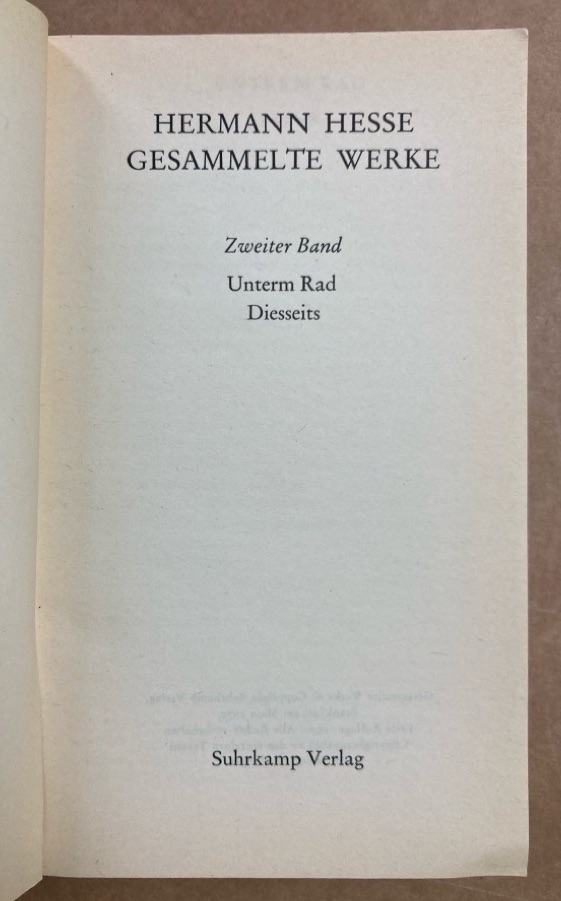 HERMANN HESSE
GESAMMELTE WERKE
Zweiter Band
Unterm Rad
Diesseits
Suhrkamp Verlag